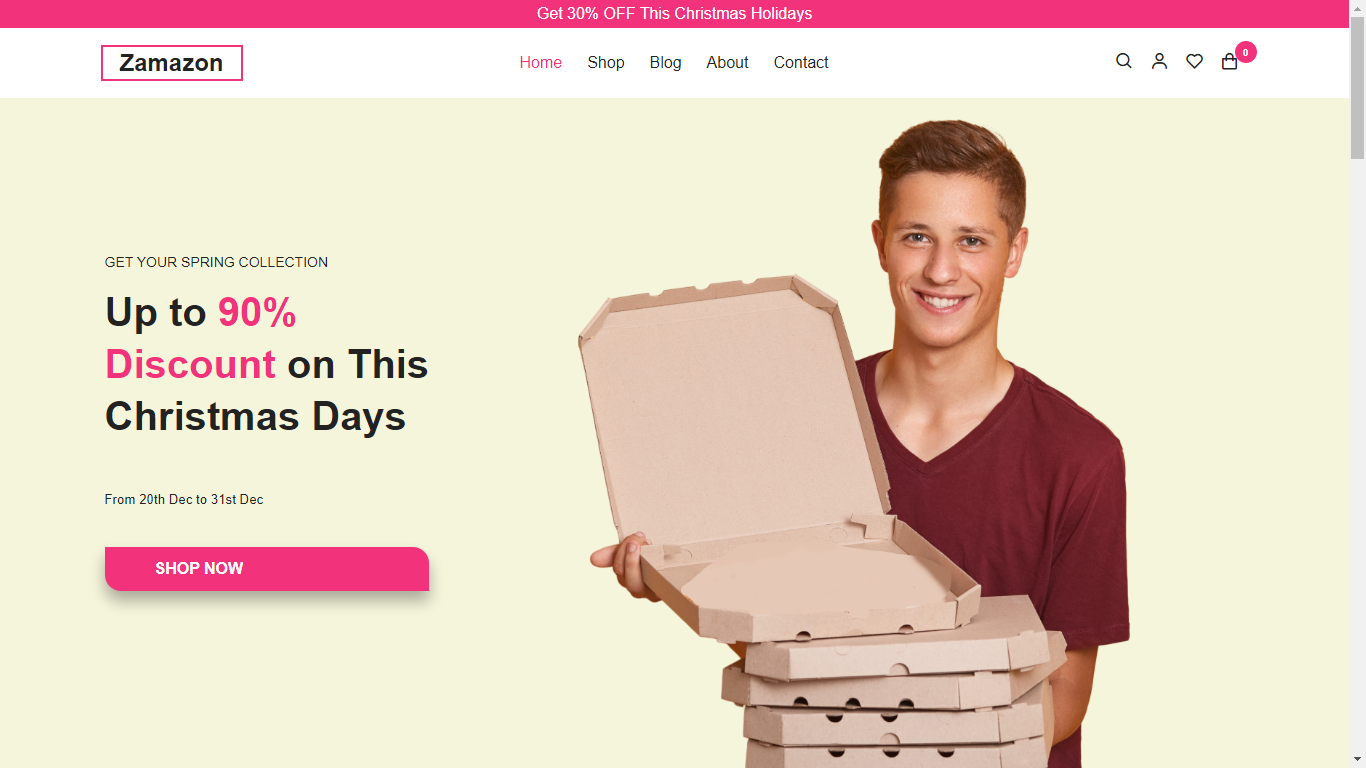 Get 30% OFF This Christmas Holidays
Zamazon
Home
Shop
Blog
About
Contact
0
GET YOUR SPRING COLLECTION
Up to 90%
Discount on This
Christmas Days
From 20th Dec to 31st Dec
SHOP NOW